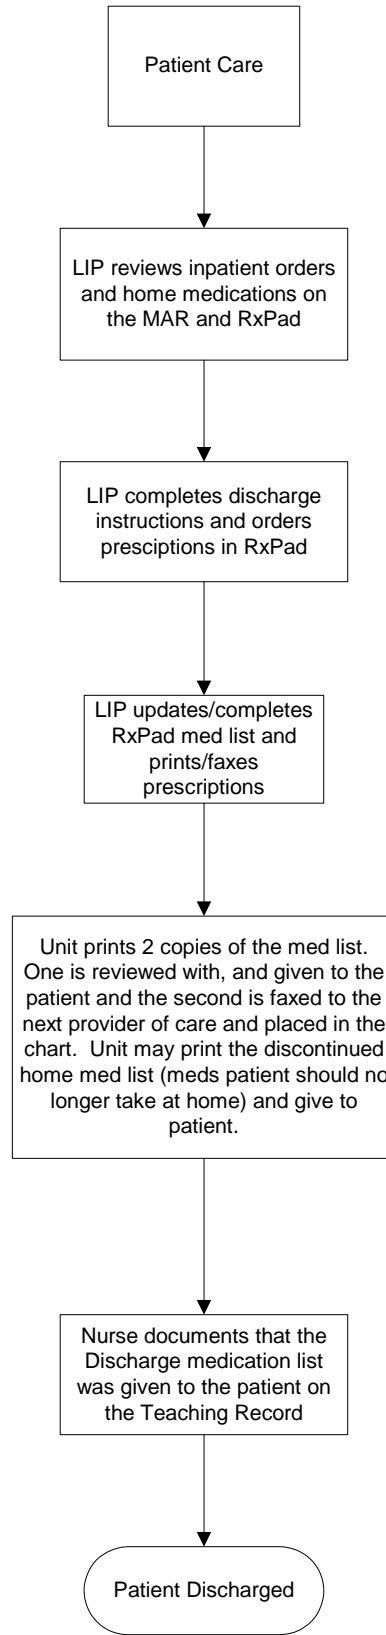 Patient Care
LIP reviews inpatient orders
and home medications on
the MAR and RxPad
LIP completes discharge
instructions and orders
presciptions in RxPad
LIP updates/completes
RxPad med list and
prints/faxes
prescriptions
Unit prints 2 copies of the med list.
One is reviewed with, and given to the
patient and the second is faxed to the
next provider of care and placed in the
chart.  Unit may print the discontinued
home med list (meds patient should no
longer take at home) and give to
patient.
Nurse documents that the
Discharge medication list
was given to the patient on
the Teaching Record
Patient Discharged